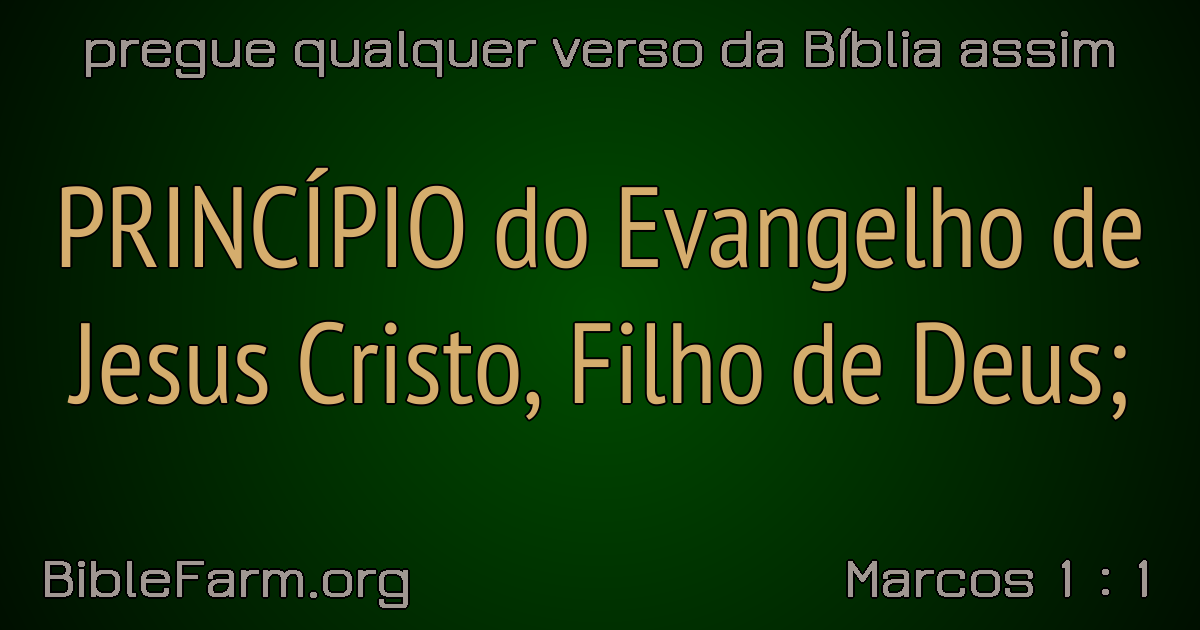 pregue qualquer verso da Bíblia assim
PRINCÍPIO do Evangelho de
Jesus Cristo, Filho de Deus;
BibleFarm.org
Marcos 1 : 1